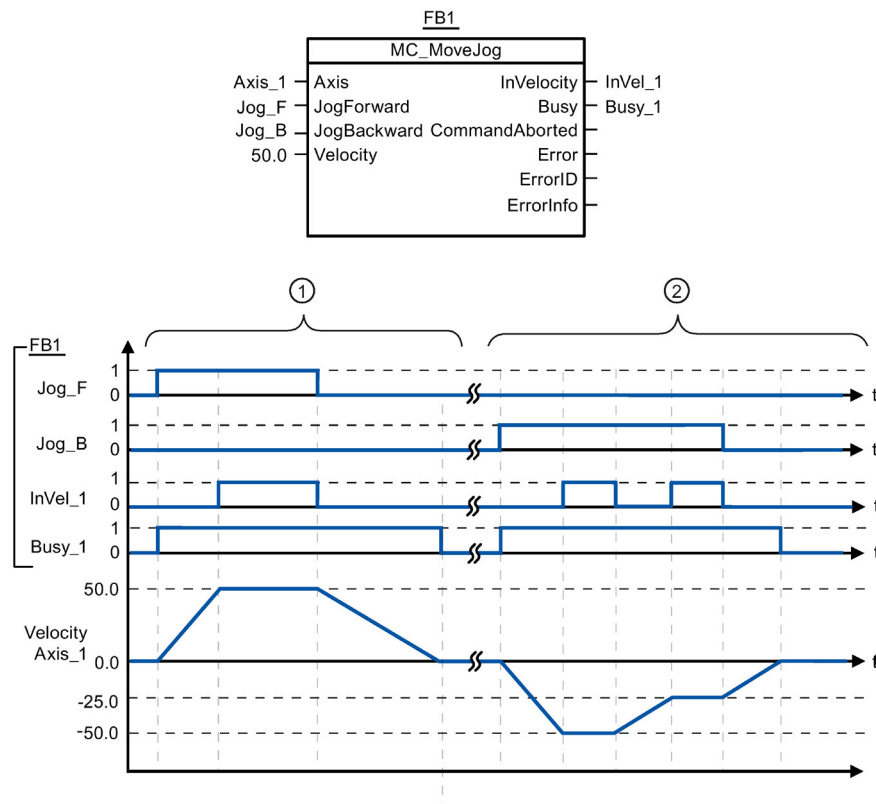 FB1
MC_MoveJog
Axis_1 Axis InVelocity InVel_1
Jog_F JogForward Busy Busy_1
Jog_B JogBackward CommandAborted
50.0 Velocity Error
ErrorID
ErrorInfo
1 2
FB1
1
Jog_F 0 t
1
Jog_B 0 t
1
InVel_1 0 t
1
Busy_1 0 t
50.0
Velocity
Axis_1 0.0 t
-25.0
-50.0